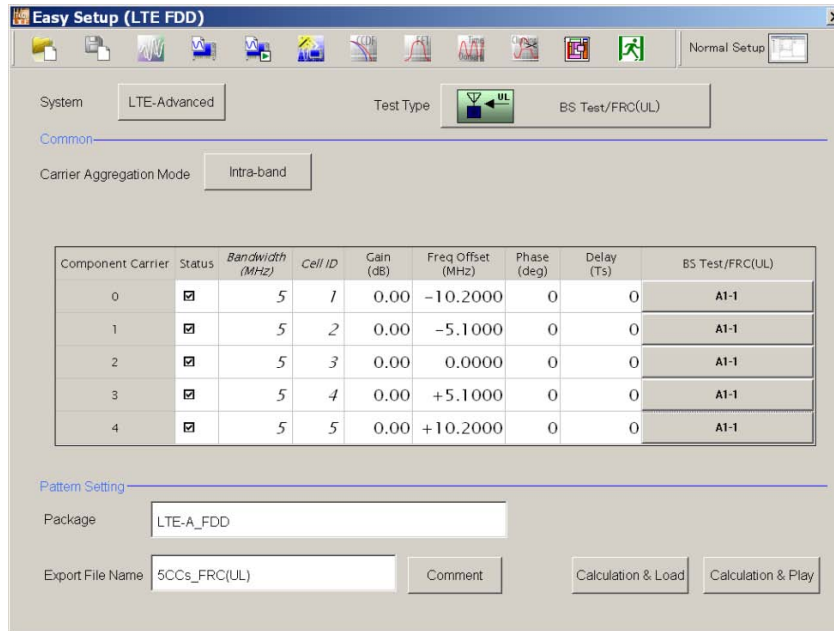 Easy Setup (LTE FDD)
CCDF FFT Time Domain Normal Setup
System LTE-Advanced Test Type UL BS Test/FRC(UL)
Common
Carrier Aggregation Mode Intra-band
Component Carrier Status Bandwidth (MHz) Cell ID Gain (dB) Freq Offset (MHz) Phase (deg) Delay (Ts) BS Test/FRC(UL)
0 5 1 0.00 -10.2000 0 0 A1-1
1 5 2 0.00 -5.1000 0 0 A1-1
2 5 3 0.00 0.0000 0 0 A1-1
3 5 4 0.00 +5.1000 0 0 A1-1
4 5 5 0.00 +10.2000 0 0 A1-1
Pattern Setting
Package LTE-A_FDD
Export File Name 5CCs_FRC(UL) Comment Calculation & Load Calculation & Play